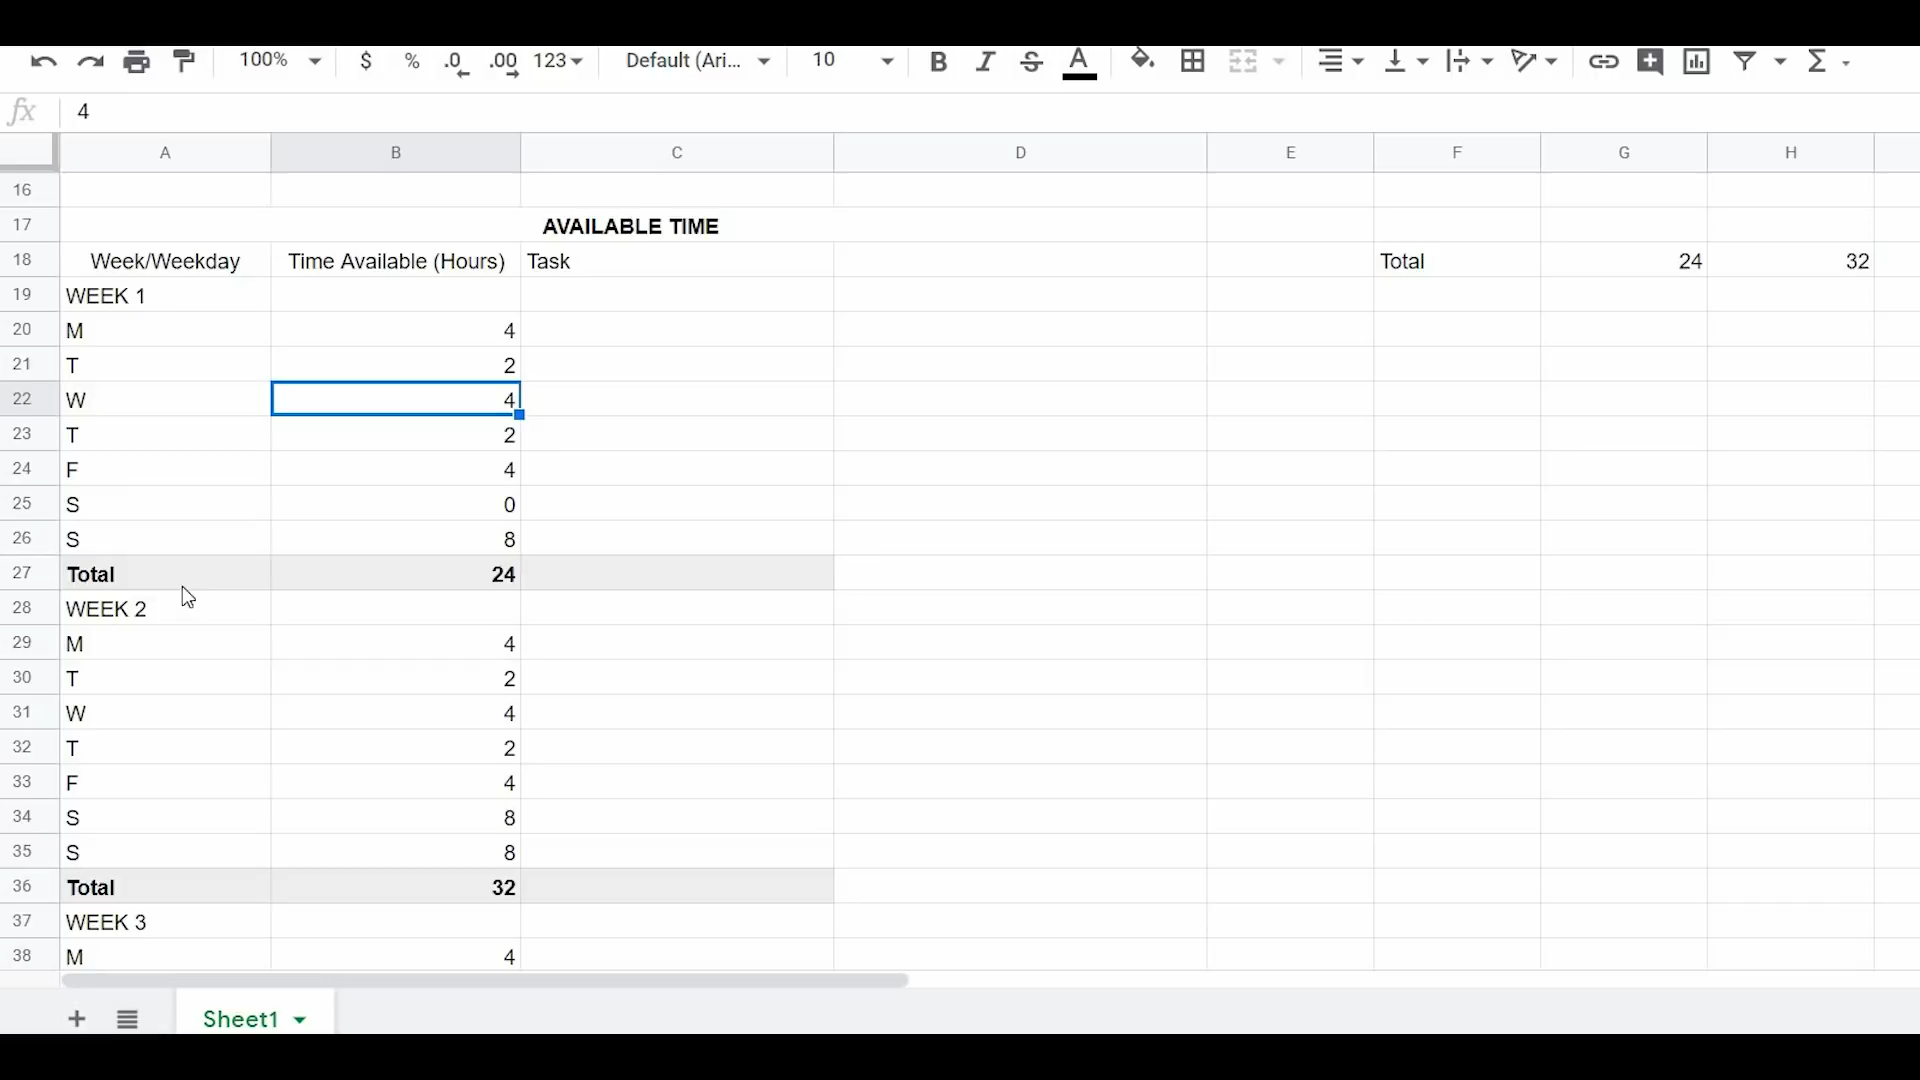 100% $ % .0 .00 123 Default (Ari... 10 B I S A Σ
fx 4
A B C D E F G H
16
17 AVAILABLE TIME
18 Week/Weekday Time Available (Hours) Task Total 24 32
19 WEEK 1
20 M 4
21 T 2
22 W 4
23 T 2
24 F 4
25 S 0
26 S 8
27 Total 24
28 WEEK 2
29 M 4
30 T 2
31 W 4
32 T 2
33 F 4
34 S 8
35 S 8
36 Total 32
37 WEEK 3
38 M 4
Sheet1